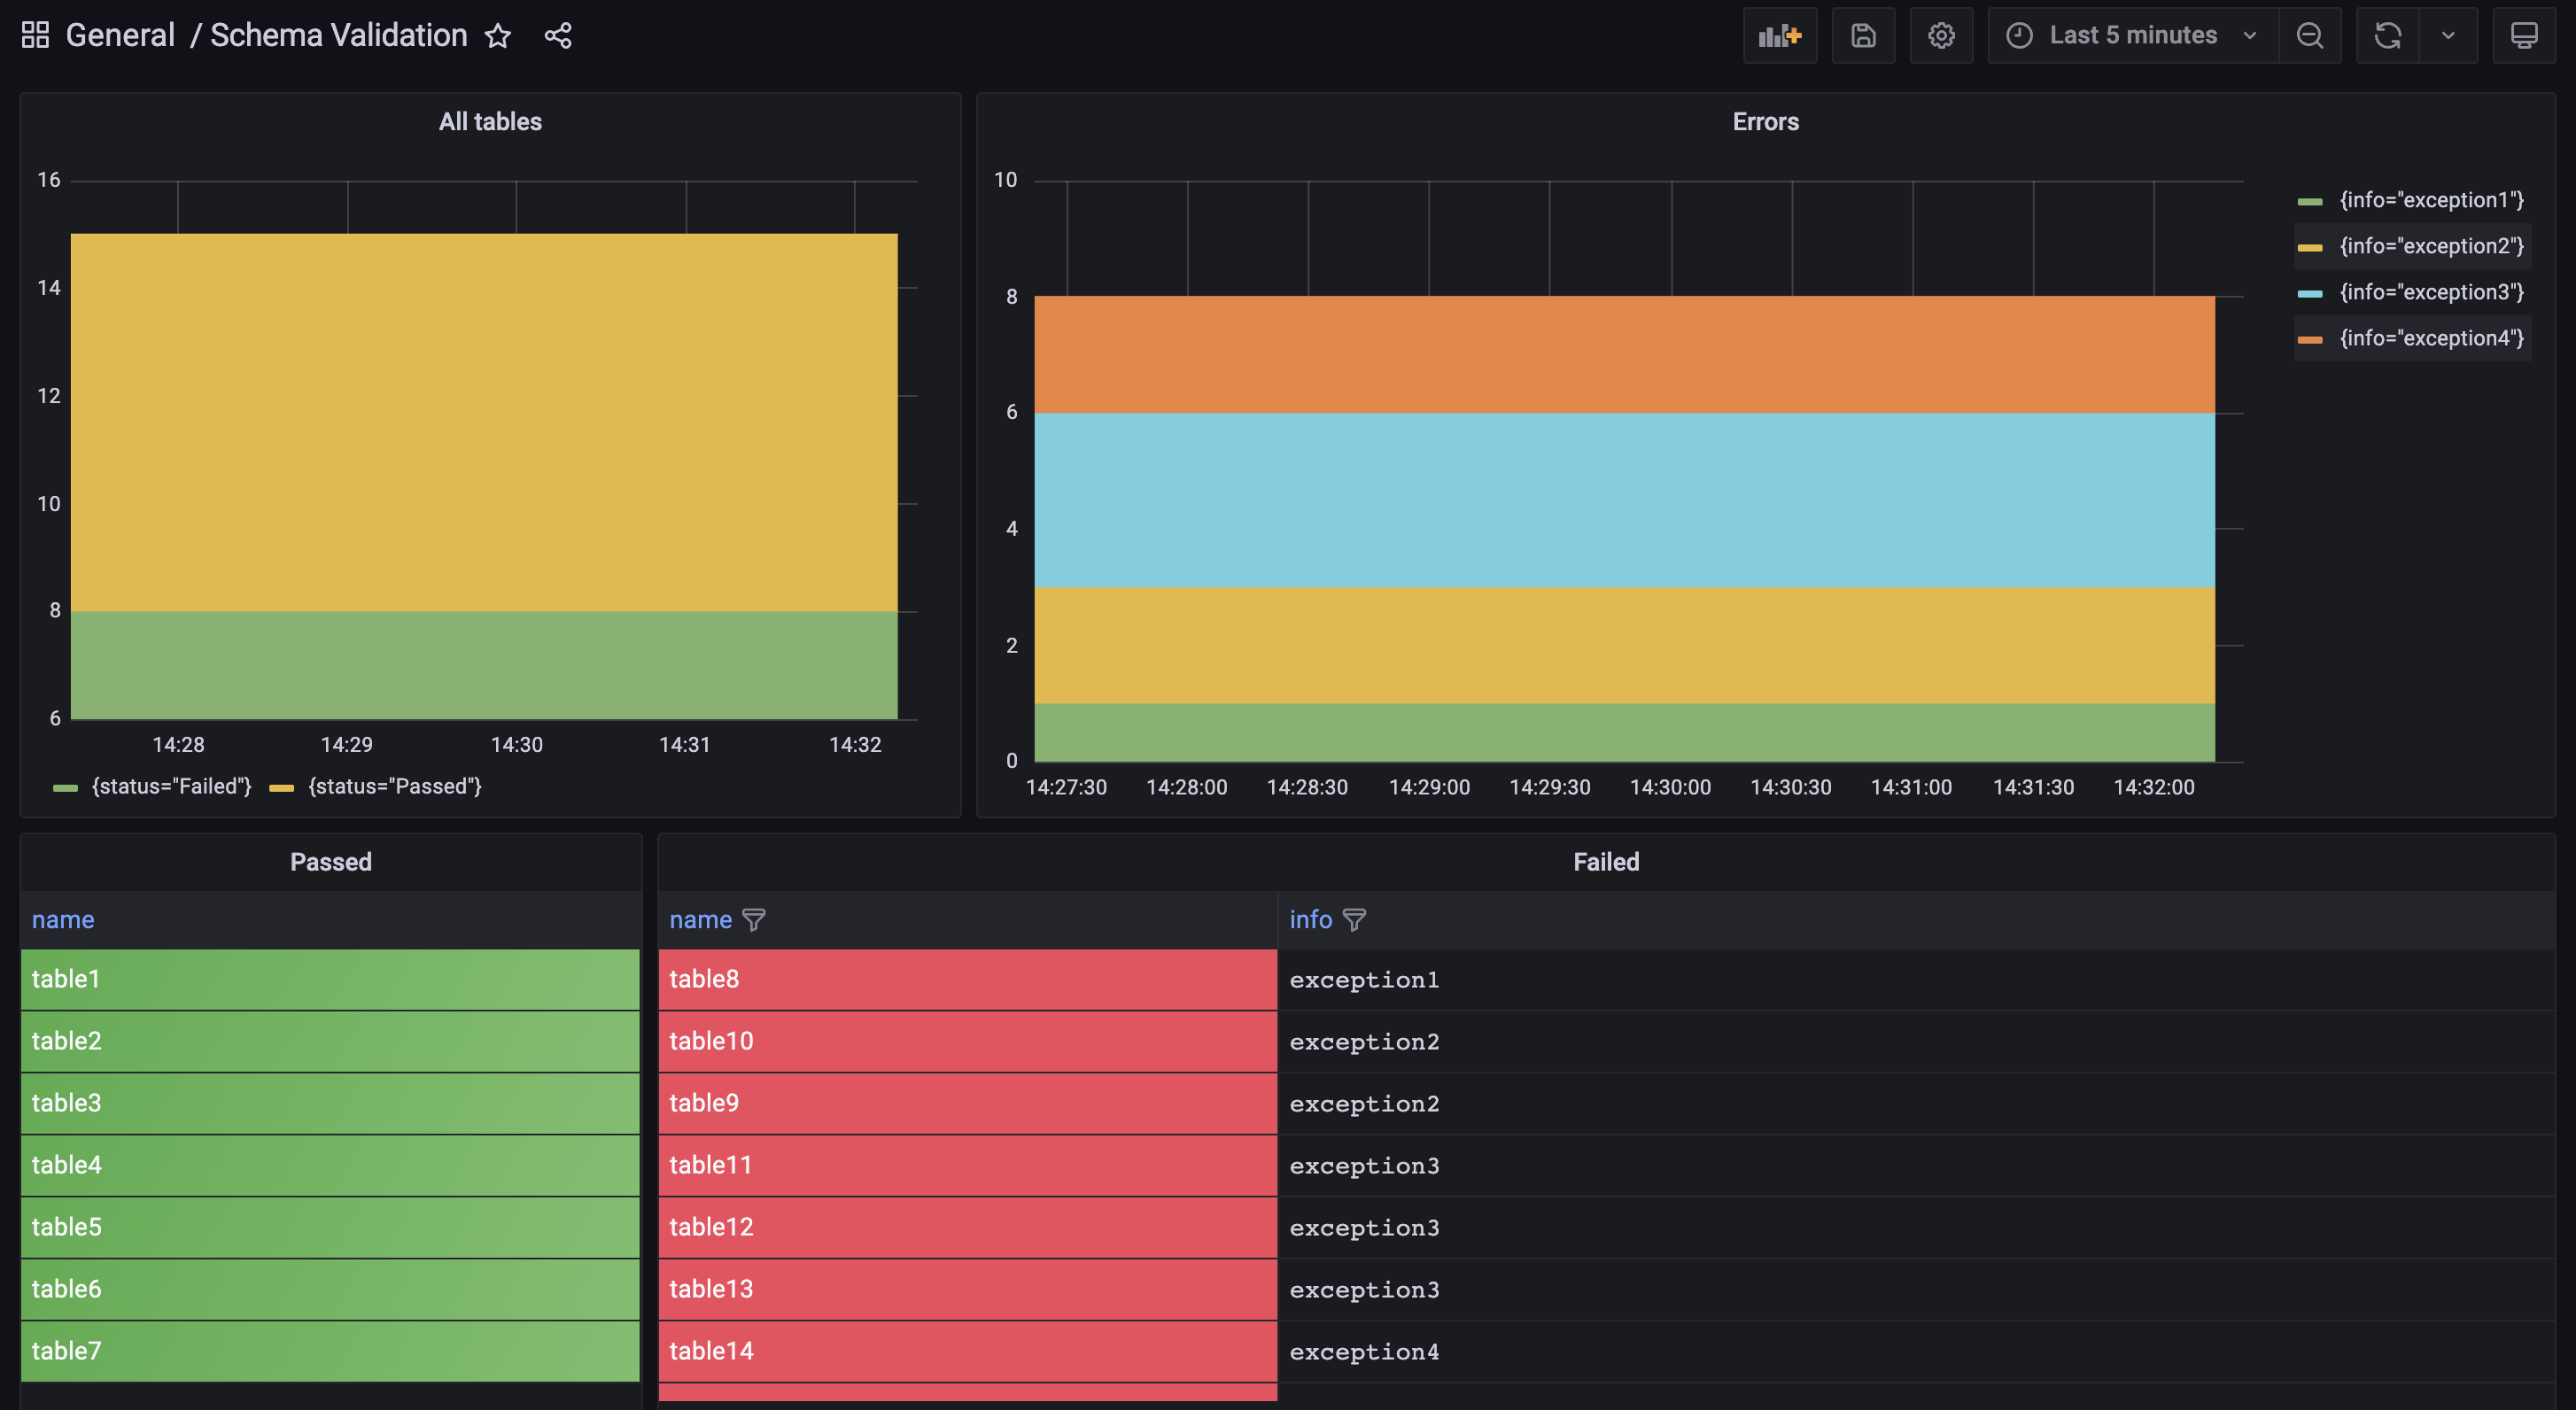 General / Schema Validation
Last 5 minutes
All tables
16
14
12
10
8
6
14:28 14:29 14:30 14:31 14:32
{status="Failed"} {status="Passed"}
Errors
10
8
6
4
2
0
14:27:30 14:28:00 14:28:30 14:29:00 14:29:30 14:30:00 14:30:30 14:31:00 14:31:30 14:32:00
{info="exception1"}
{info="exception2"}
{info="exception3"}
{info="exception4"}
Passed
name
table1
table2
table3
table4
table5
table6
table7
Failed
name info
table8 exception1
table10 exception2
table9 exception2
table11 exception3
table12 exception3
table13 exception3
table14 exception4